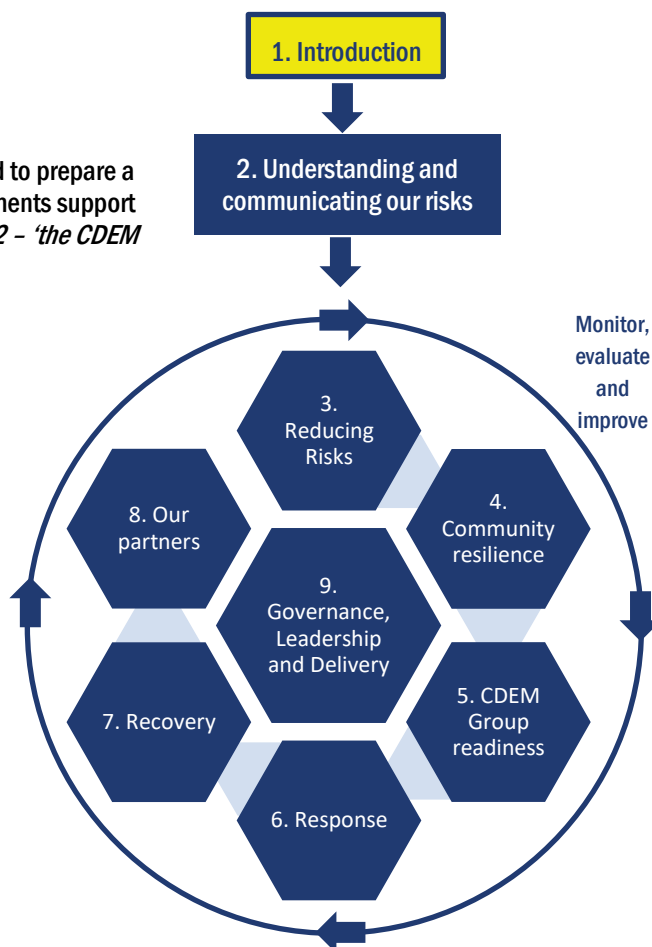 1. Introduction
2. Understanding and
communicating our risks
to prepare a
ments support
2 – ‘the CDEM
Monitor,
evaluate
and
improve
3.
Reducing
Risks
8. Our
partners
4.
Community
resilience
9.
Governance,
Leadership
and Delivery
7. Recovery
5. CDEM
Group
readiness
6. Response